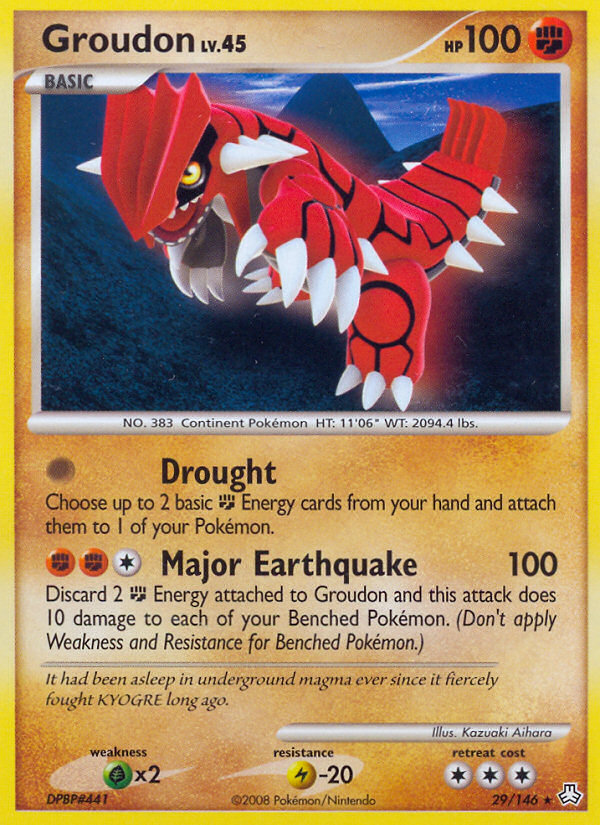 Groudon LV.45
HP 100
BASIC
NO. 383 Continent Pokémon HT: 11'06" WT: 2094.4 lbs.
Drought
Choose up to 2 basic Energy cards from your hand and attach
them to 1 of your Pokémon.
Major Earthquake 100
Discard 2 Energy attached to Groudon and this attack does
10 damage to each of your Benched Pokémon. (Don't apply
Weakness and Resistance for Benched Pokémon.)
It had been asleep in underground magma ever since it fiercely
fought KYOGRE long ago.
Illus. Kazuaki Aihara
weakness resistance retreat cost
x2 -20
DPBP#441 ©2008 Pokémon/Nintendo 29/146 ★